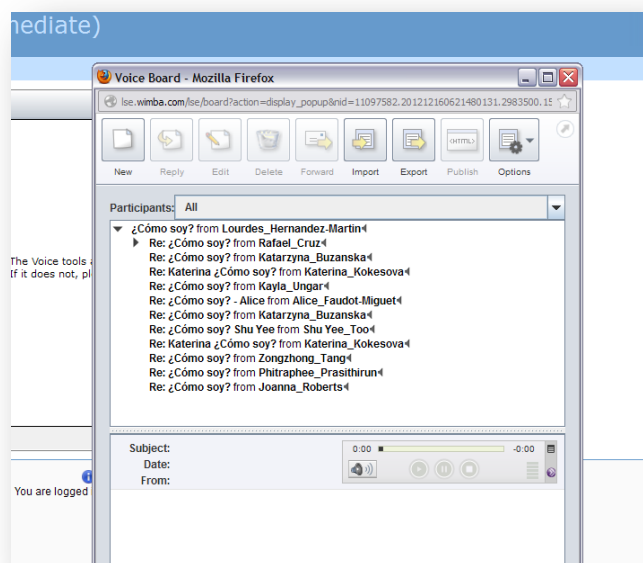 nediate)
Voice Board - Mozilla Firefox
lse.wimba.com/lse/board?action=display_popup&nid=11097582.201212160621480131.2983500.15
<HTML>
New Reply Edit Delete Forward Import Export Publish Options
Participants: All
¿Cómo soy? from Lourdes_Hernandez-Martin
Re: ¿Cómo soy? from Rafael_Cruz
Re: ¿Cómo soy? from Katarzyna_Buzanska
Re: Katerina ¿Cómo soy? from Katerina_Kokesova
Re: ¿Cómo soy? from Kayla_Ungar
Re: ¿Cómo soy? - Alice from Alice_Faudot-Miguet
Re: ¿Cómo soy? from Katarzyna_Buzanska
Re: ¿Cómo soy? Shu Yee from Shu Yee_Too
Re: Katerina ¿Cómo soy? from Katerina_Kokesova
Re: ¿Cómo soy? from Zongzhong_Tang
Re: ¿Cómo soy? from Phitraphee_Prasithirun
Re: ¿Cómo soy? from Joanna_Roberts
The Voice tools a
If it does not, pl
Subject: 0:00 -0:00
Date:
From:
You are logged